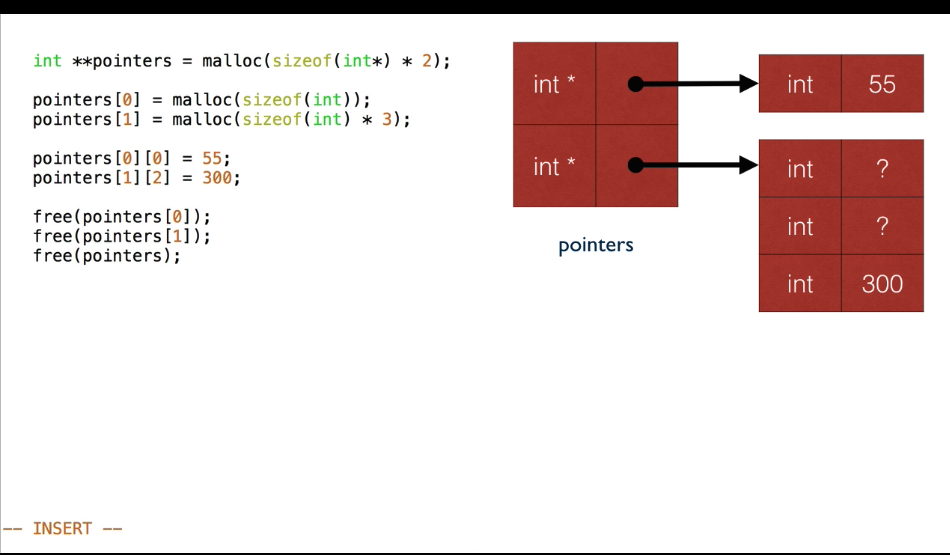 int **pointers = malloc(sizeof(int*) * 2);
pointers[0] = malloc(sizeof(int));
pointers[1] = malloc(sizeof(int) * 3);
pointers[0][0] = 55;
pointers[1][2] = 300;
free(pointers[0]);
free(pointers[1]);
free(pointers);
int *
int *
pointers
int 55
int ?
int ?
int 300
-- INSERT --